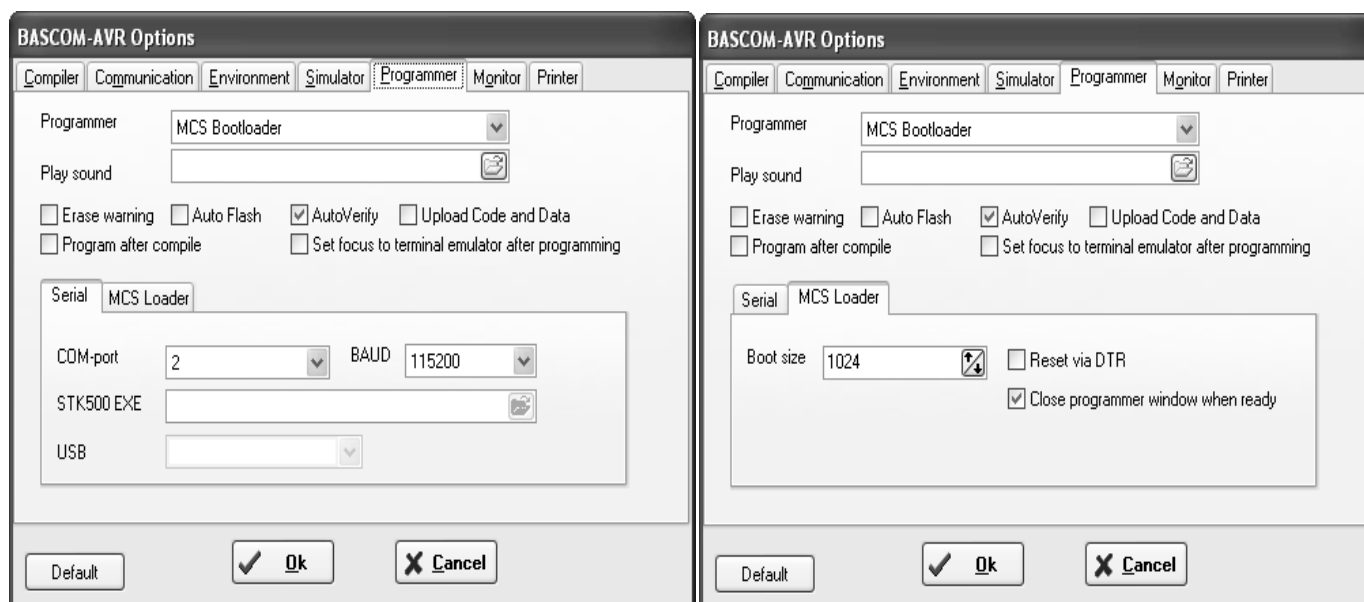 BASCOM-AVR Options
Compiler Communication Environment Simulator Programmer Monitor Printer
Programmer MCS Bootloader
Play sound
Erase warning Auto Flash AutoVerify Upload Code and Data
Program after compile Set focus to terminal emulator after programming
Serial MCS Loader
COM-port 2 BAUD 115200
STK500 EXE
USB
Default Ok Cancel
BASCOM-AVR Options
Compiler Communication Environment Simulator Programmer Monitor Printer
Programmer MCS Bootloader
Play sound
Erase warning Auto Flash AutoVerify Upload Code and Data
Program after compile Set focus to terminal emulator after programming
Serial MCS Loader
Boot size 1024 Reset via DTR
Close programmer window when ready
Default Ok Cancel